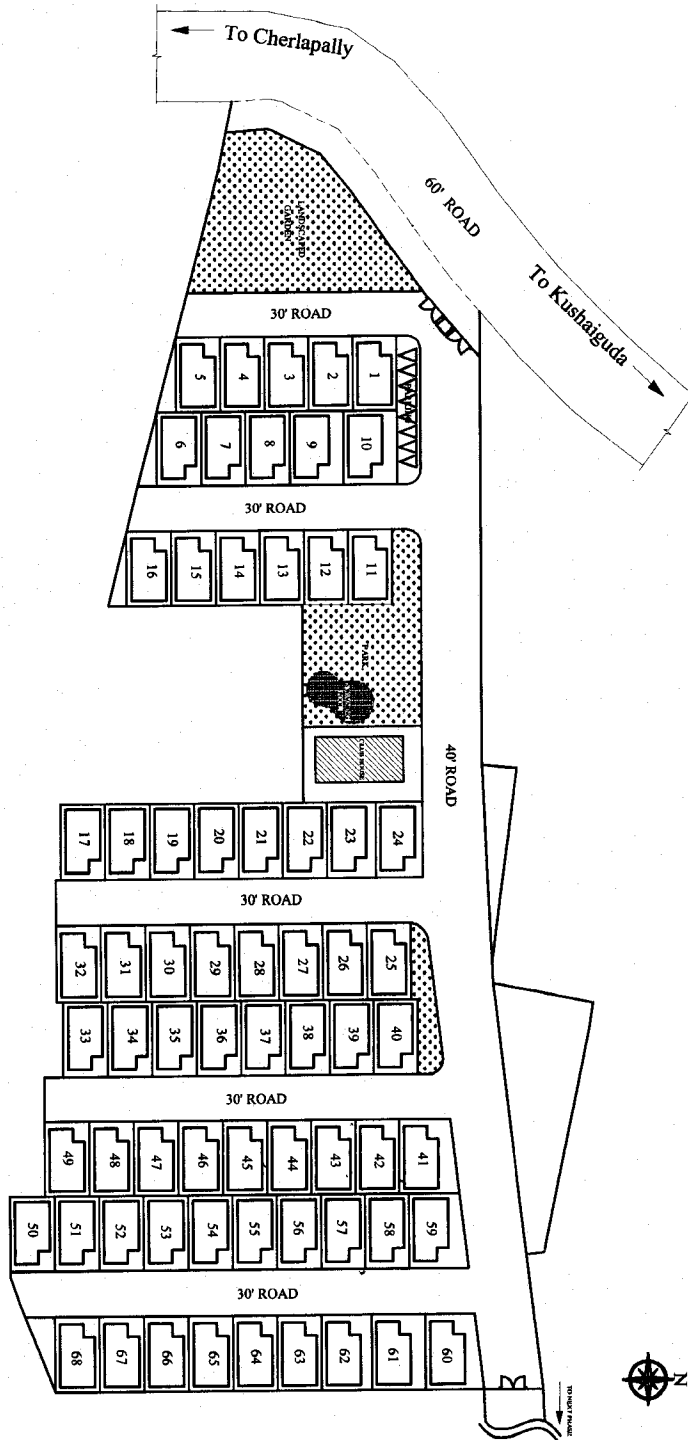 To Cherlapally
60' ROAD
To Kushaiguda
LANDSCAPED
GARDEN
30' ROAD
5 4 3 2 1
6 7 8 9 10
30' ROAD
16 15 14 13 12 11
PARK
CLUB HOUSE
40' ROAD
17 18 19 20 21 22 23 24
30' ROAD
32 31 30 29 28 27 26 25
33 34 35 36 37 38 39 40
30' ROAD
49 48 47 46 45 44 43 42 41
50 51 52 53 54 55 56 57 58 59
30' ROAD
68 67 66 65 64 63 62 61 60
N
TO NEXT PHASE